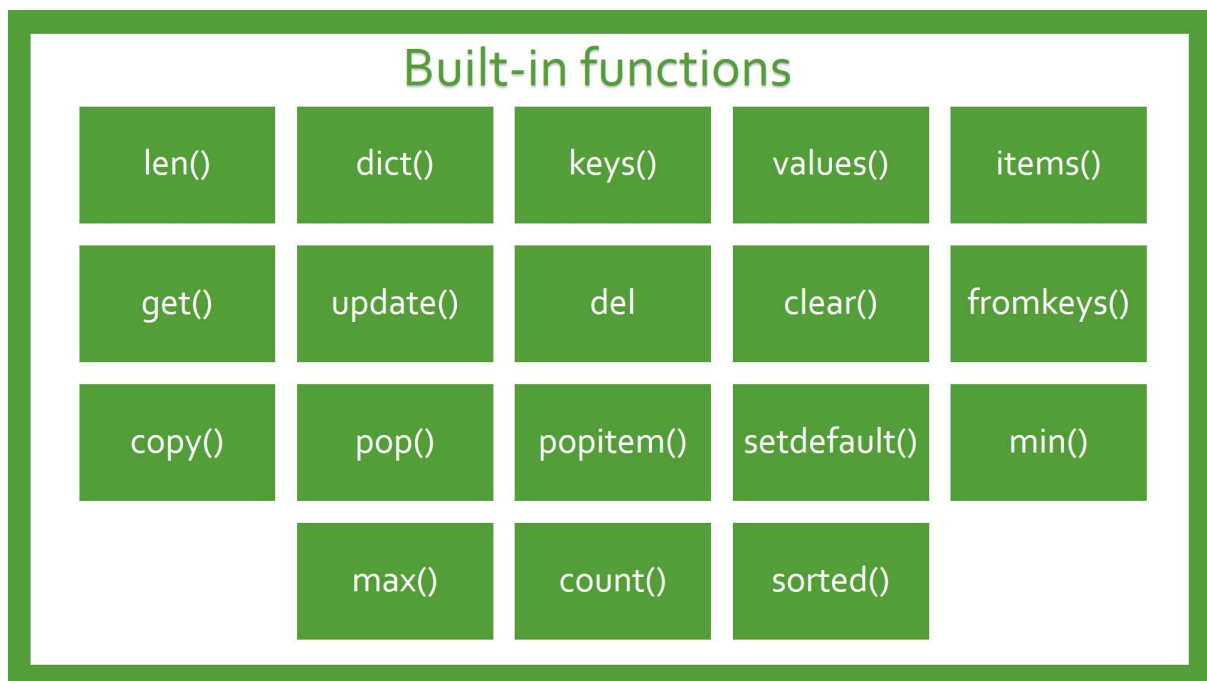 Built-in functions
len() dict() keys() values() items()
get() update() del clear() fromkeys()
copy() pop() popitem() setdefault() min()
max() count() sorted()